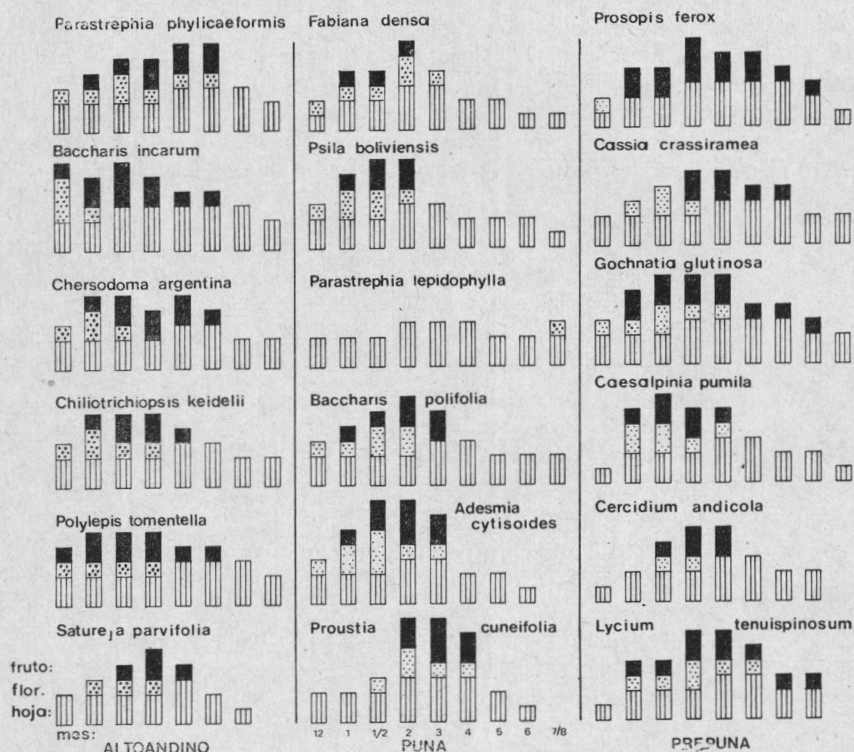 Parastrephia phylicaeformis
Baccharis incarum
Chersodoma argentina
Chiliotrichiopsis keidelii
Polylepis tomentella
Satureja parvifolia
fruto:
flor.
hoja:
mes:
ALTOANDINO
Fabiana densa
Psila boliviensis
Parastrephia lepidophylla
Baccharis polifolia
Adesmia
cytisoides
Proustia cuneifolia
12 1 1/2 2 3 4 5 6 7/8
PUNA
Prosopis ferox
Cassia crassiramea
Gochnatia glutinosa
Caesalpinia pumila
Cercidium andicola
Lycium tenuispinosum
PREPUNA